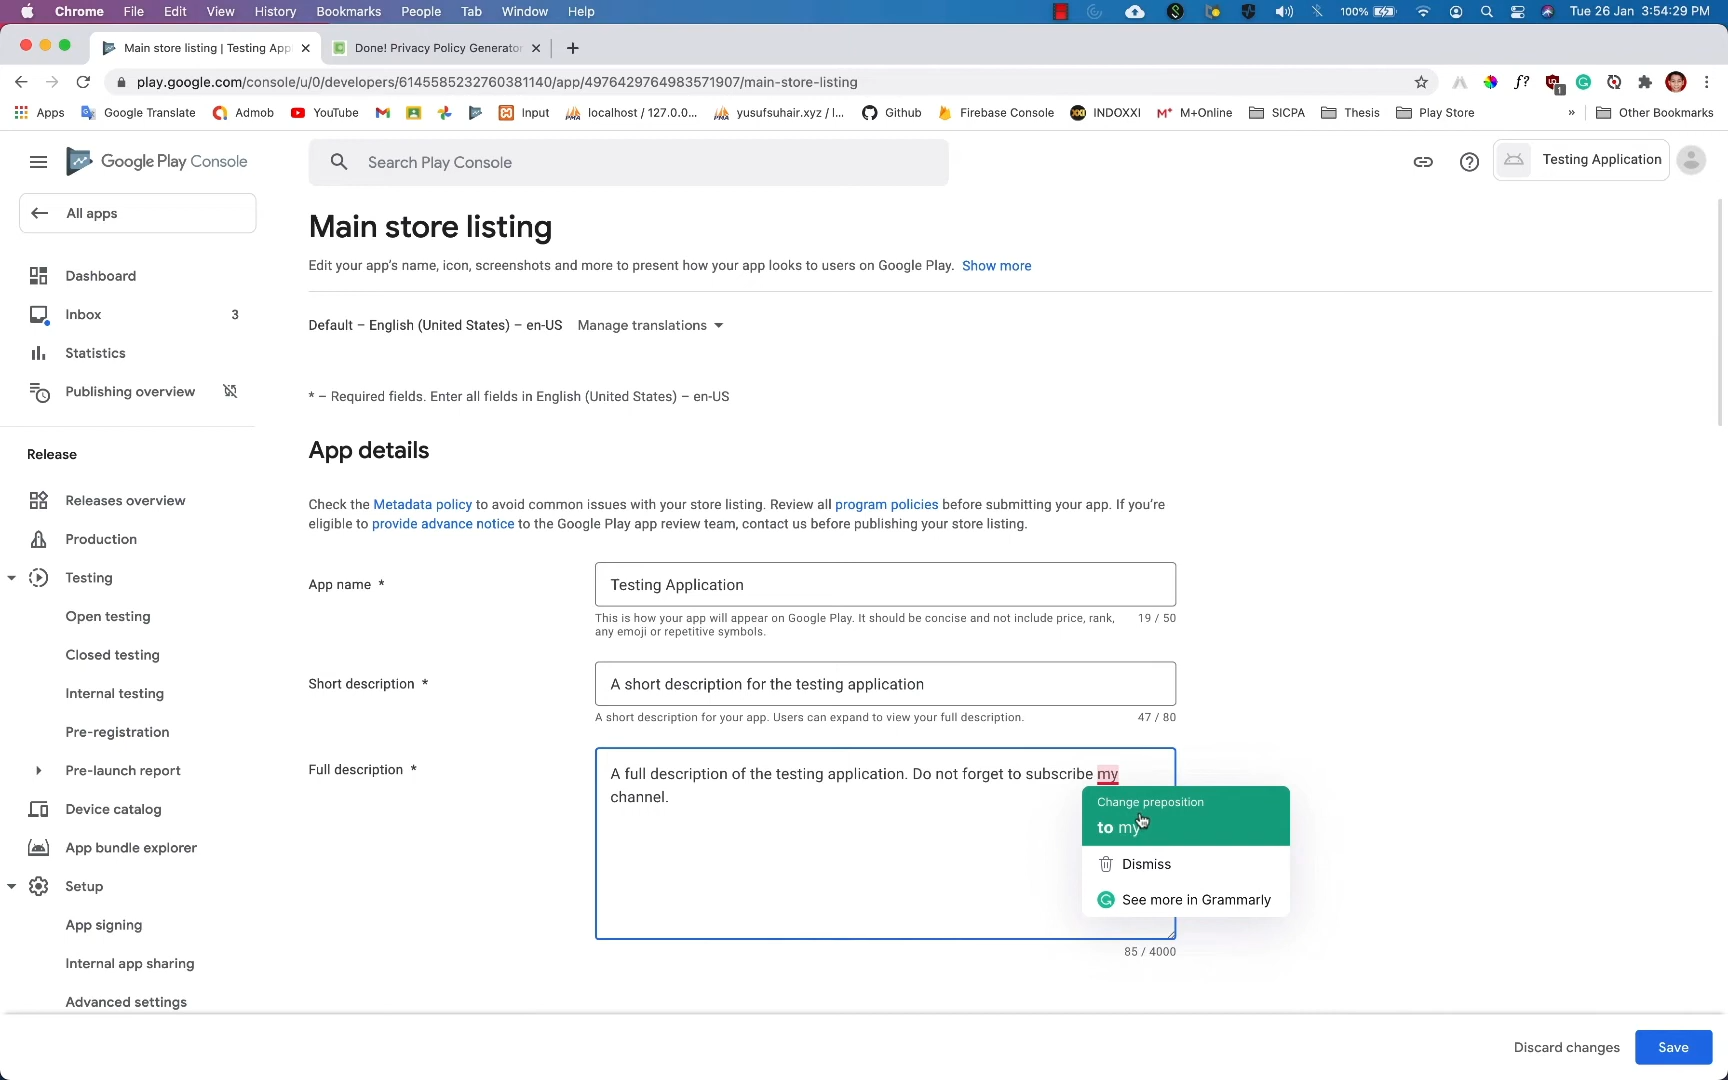 Chrome File Edit View History Bookmarks People Tab Window Help 100% Tue 26 Jan 3:54:29 PM
Main store listing | Testing App Done! Privacy Policy Generator
play.google.com/console/u/0/developers/6145585232760381140/app/4976429764983571907/main-store-listing
Apps Google Translate Admob YouTube Input localhost / 127.0.0... yusufsuhair.xyz / l... Github Firebase Console INDOXXI M+Online SICPA Thesis Play Store » Other Bookmarks
Google Play Console
Search Play Console
Testing Application
All apps
Dashboard
Inbox 3
Statistics
Publishing overview
Release
Releases overview
Production
Testing
Open testing
Closed testing
Internal testing
Pre-registration
Pre-launch report
Device catalog
App bundle explorer
Setup
App signing
Internal app sharing
Advanced settings
Main store listing
Edit your app's name, icon, screenshots and more to present how your app looks to users on Google Play. Show more
Default – English (United States) – en-US Manage translations
* – Required fields. Enter all fields in English (United States) – en-US
App details
Check the Metadata policy to avoid common issues with your store listing. Review all program policies before submitting your app. If you're
eligible to provide advance notice to the Google Play app review team, contact us before publishing your store listing.
App name *
Testing Application
This is how your app will appear on Google Play. It should be concise and not include price, rank, 19 / 50
any emoji or repetitive symbols.
Short description *
A short description for the testing application
A short description for your app. Users can expand to view your full description. 47 / 80
Full description *
A full description of the testing application. Do not forget to subscribe my
channel.
Change preposition
to my
Dismiss
See more in Grammarly
85 / 4000
Discard changes Save